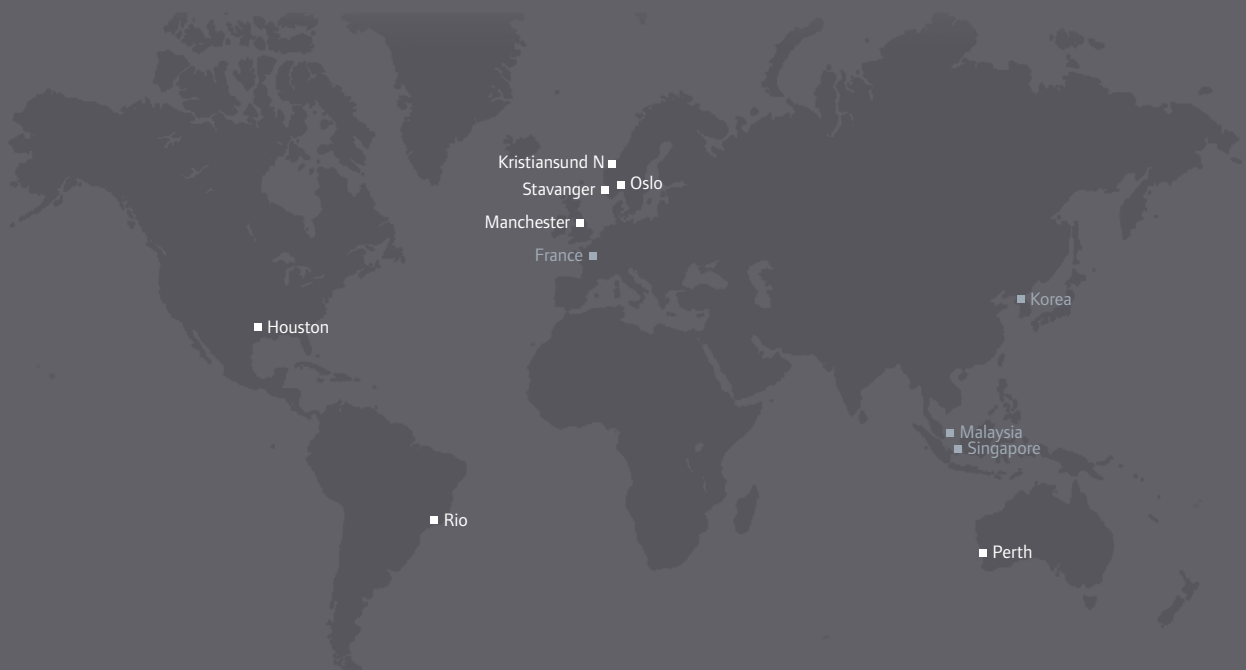 Kristiansund N
Oslo
Stavanger
Manchester
France
Korea
Houston
Malaysia
Singapore
Rio
Perth